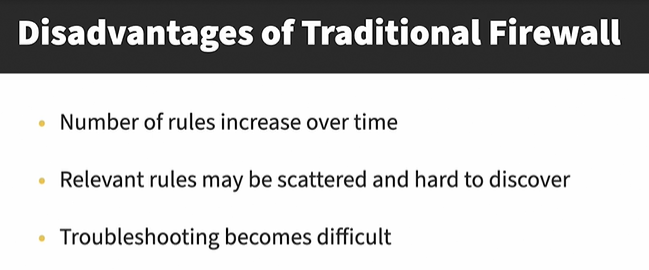 Disadvantages of Traditional Firewall
• Number of rules increase over time
• Relevant rules may be scattered and hard to discover
• Troubleshooting becomes difficult